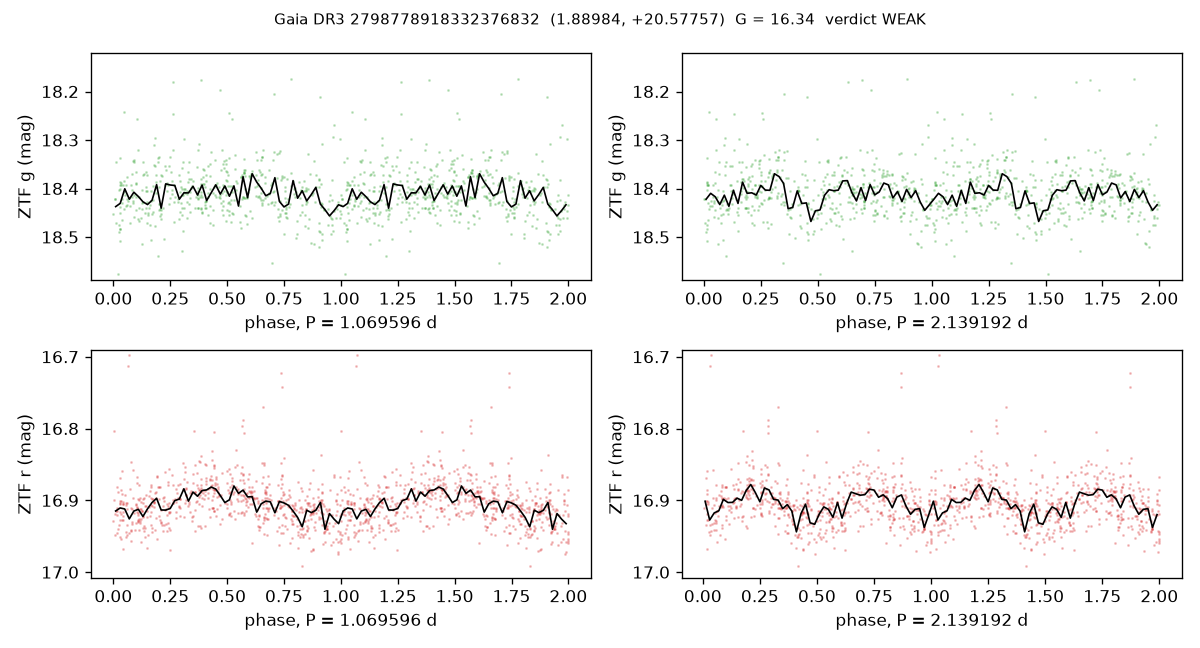 Gaia DR3 2798778918332376832 (1.88984, +20.57757) G = 16.34 verdict WEAK
ZTF g (mag)
18.2
18.3
18.4
18.5
0.00 0.25 0.50 0.75 1.00 1.25 1.50 1.75 2.00
phase, P = 1.069596 d
ZTF g (mag)
18.2
18.3
18.4
18.5
0.00 0.25 0.50 0.75 1.00 1.25 1.50 1.75 2.00
phase, P = 2.139192 d
ZTF r (mag)
16.7
16.8
16.9
17.0
0.00 0.25 0.50 0.75 1.00 1.25 1.50 1.75 2.00
phase, P = 1.069596 d
ZTF r (mag)
16.7
16.8
16.9
17.0
0.00 0.25 0.50 0.75 1.00 1.25 1.50 1.75 2.00
phase, P = 2.139192 d